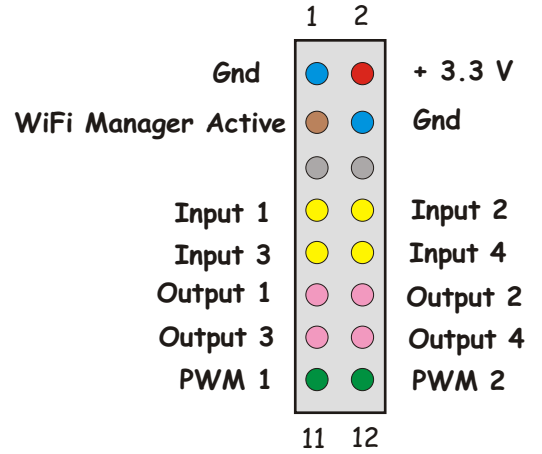 1 2
Gnd + 3.3 V
WiFi Manager Active Gnd
Input 1 Input 2
Input 3 Input 4
Output 1 Output 2
Output 3 Output 4
PWM 1 PWM 2
11 12